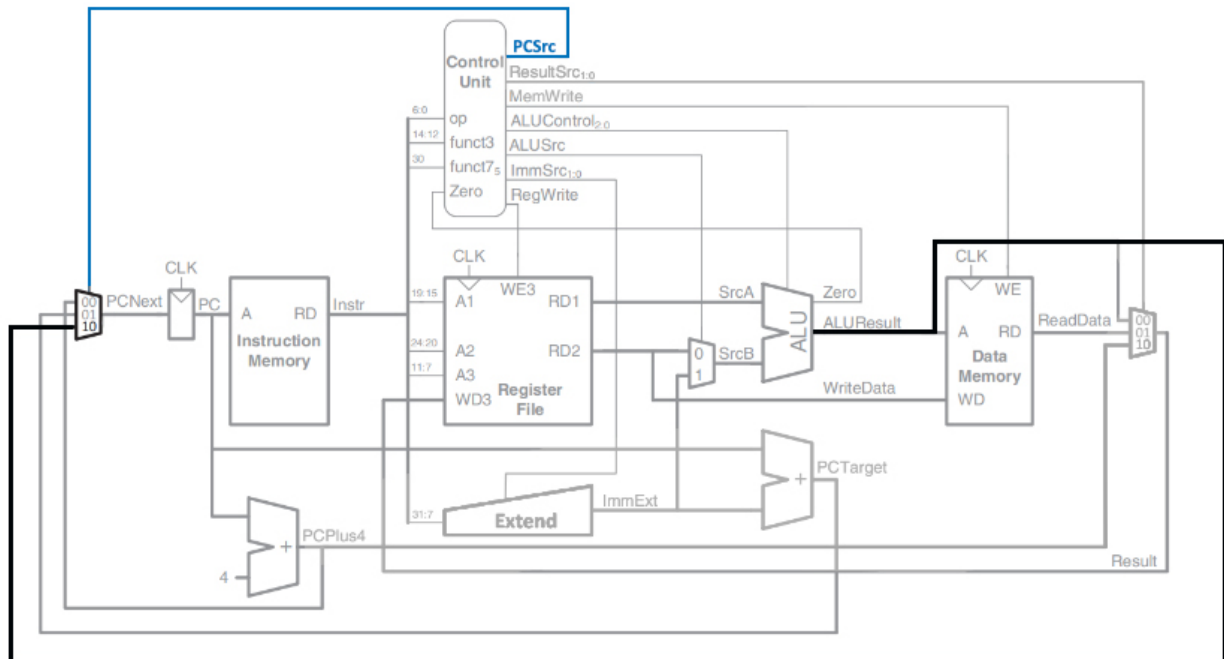 PCSrc
Control
Unit
ResultSrc1:0
MemWrite
6:0
op
ALUControl2:0
14:12
funct3
ALUSrc
30
funct75
ImmSrc1:0
Zero
RegWrite
CLK
CLK
CLK
00
01
10
PCNext
PC
A
RD
Instruction
Memory
Instr
19:15
A1
WE3
RD1
24:20
A2
RD2
11:7
A3
WD3
Register
File
SrcA
0
1
SrcB
ALU
Zero
ALUResult
WriteData
WE
A
RD
Data
Memory
WD
ReadData
00
01
10
31:7
Extend
ImmExt
+
PCTarget
+
PCPlus4
4
Result